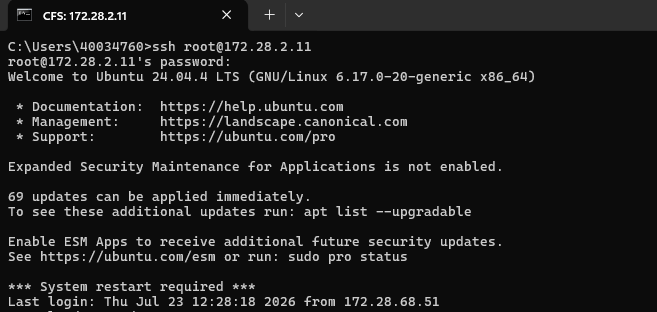 CFS: 172.28.2.11
C:\Users\40034760>ssh root@172.28.2.11
root@172.28.2.11's password:
Welcome to Ubuntu 24.04.4 LTS (GNU/Linux 6.17.0-20-generic x86_64)
* Documentation:  https://help.ubuntu.com
* Management:     https://landscape.canonical.com
* Support:        https://ubuntu.com/pro
Expanded Security Maintenance for Applications is not enabled.
69 updates can be applied immediately.
To see these additional updates run: apt list --upgradable
Enable ESM Apps to receive additional future security updates.
See https://ubuntu.com/esm or run: sudo pro status
*** System restart required ***
Last login: Thu Jul 23 12:28:18 2026 from 172.28.68.51